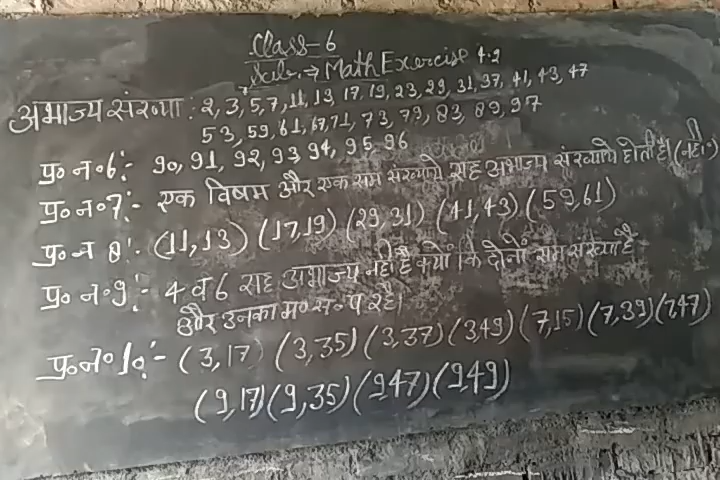 Class-6
Sub.→ Math Exercise 4.2
अभाज्य संख्या : 2, 3, 5, 7, 11, 13, 17, 19, 23, 29, 31, 37, 41, 43, 47
53, 59, 61, 67, 71, 73, 79, 83, 89, 97
प्र० न० 6:- 90, 91, 92, 93, 94, 95, 96
प्र० न० 7:- एक विषम और एक सम संख्याये सह अभाज्य संख्याये होती है। (नहीं०)
प्र० न 8:- (11, 13) (17, 19) (29, 31) (41, 43) (59, 61)
प्र० न० 9:- 4 व 6 सह अभाज्य नहीं है क्यों कि दोनों सम संख्या है
और उनका म० स० प 2 है।
प्र० न० 10:- (3, 17) (3, 35) (3, 37) (3, 49) (7, 15) (7, 39) (7, 47)
(9, 17) (9, 35) (9 47) (9 49)